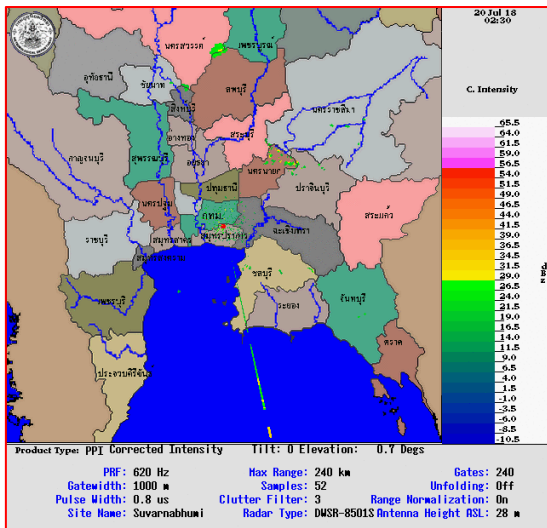 20 Jul 18
02:30
C. Intensity
65.5
64.0
61.0
56.5
54.0
51.5
49.0
46.5
44.0
41.5
39.0
36.5
34.0
31.5
29.0
26.5
24.0
21.5
19.0
16.5
14.0
11.5
9.0
6.5
4.0
1.5
-1.0
-3.5
-6.0
-8.5
-10.5
นครสวรรค์
เพชรบูรณ์
อุทัยธานี
ชัยนาท
ลพบุรี
สิงห์บุรี
นครราชสีมา
อ่างทอง
สระบุรี
สุพรรณบุรี
กาญจนบุรี
อยุธยา
นครนายก
ปราจีนบุรี
ปทุมธานี
นครปฐม
กทม.
สระแก้ว
ฉะเชิงเทรา
ราชบุรี
สมุทรสาคร
สมุทรปราการ
สมุทรสงคราม
ชลบุรี
เพชรบุรี
ระยอง
จันทบุรี
ตราด
ประจวบคีรีขันธ์
Product Type: PPI Corrected Intensity Tilt: 0 Elevation: 0.7 Degs
PRF: 620 Hz Max Range: 240 km Gates: 240
Gatewidth: 1000 m Samples: 52 Unfolding: Off
Pulse Width: 0.8 us Clutter Filter: 3 Range Normalization: On
Site Name: Suvarnabhumi Radar Type: DWSR-8501S Antenna Height ASL: 28 m